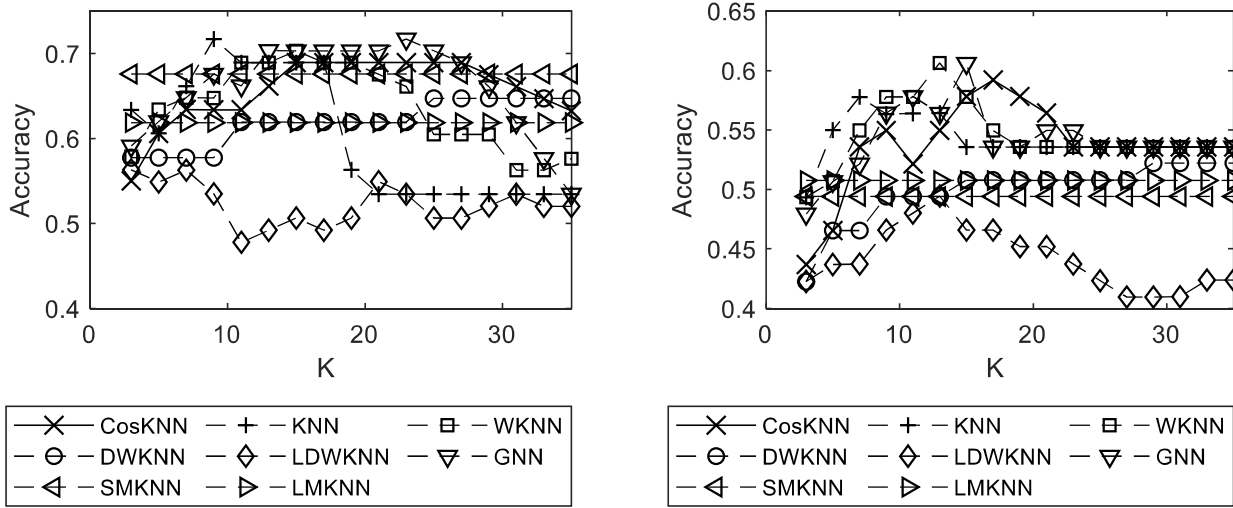 0.7
0.6
0.5
0.4
Accuracy
0 10 20 30
K
CosKNN KNN WKNN
DWKNN LDWKNN GNN
SMKNN LMKNN
0.65
0.6
0.55
0.5
0.45
0.4
Accuracy
0 10 20 30
K
CosKNN KNN WKNN
DWKNN LDWKNN GNN
SMKNN LMKNN